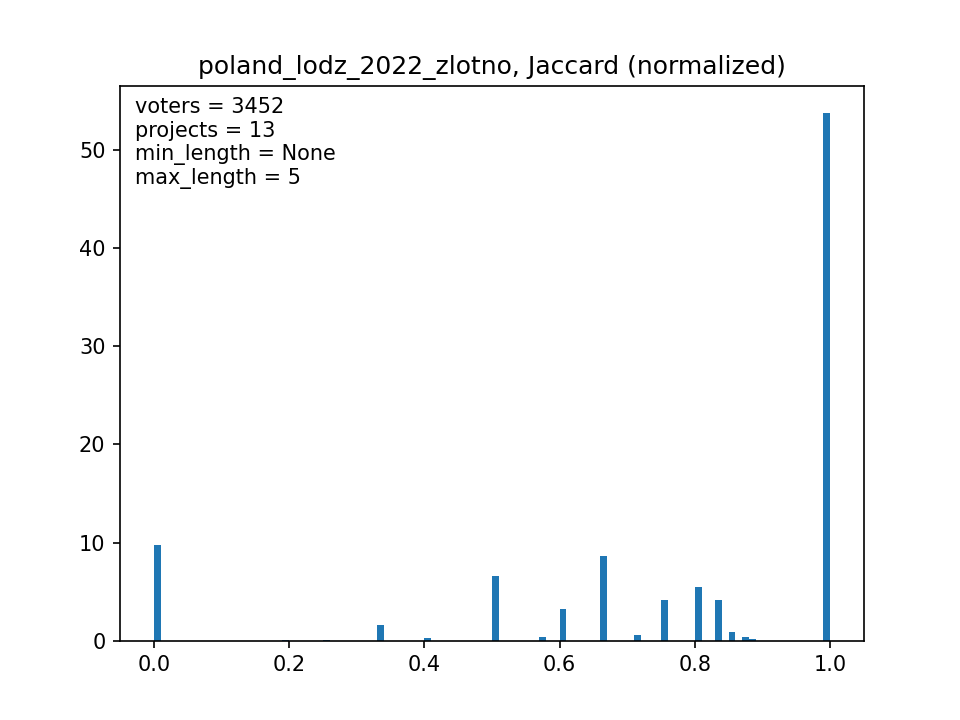 poland_lodz_2022_zlotno, Jaccard (normalized)
voters = 3452
projects = 13
min_length = None
max_length = 5
50
40
30
20
10
0
0.0 0.2 0.4 0.6 0.8 1.0